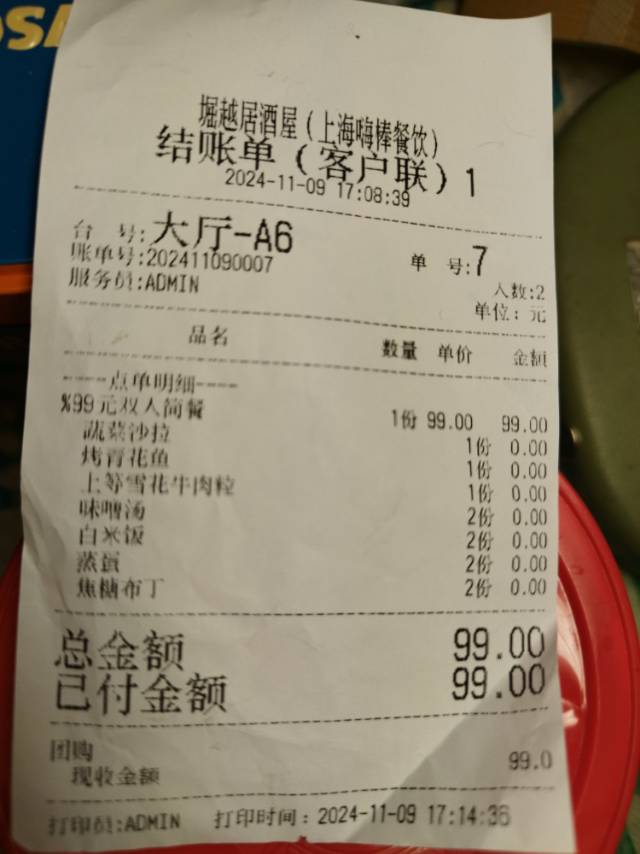 OSA
堀越居酒屋(上海嗨棒餐饮)
结账单(客户联)1
2024-11-09 17:08:39
台 号:大厅-A6 单 号:7
账单号:202411090007
人数:2
服务员:ADMIN 单位: 元
品名 数量 单价 金额
----点单明细----
%99元双人简餐 1份 99.00 99.00
蔬菜沙拉 1份 0.00
烤青花鱼 1份 0.00
上等雪花牛肉粒 1份 0.00
味噌汤 2份 0.00
白米饭 2份 0.00
蒸蛋 2份 0.00
焦糖布丁 2份 0.00
总金额 99.00
已付金额 99.00
团购
现收金额 99.0
打印员:ADMIN 打印时间: 2024-11-09 17:14:36